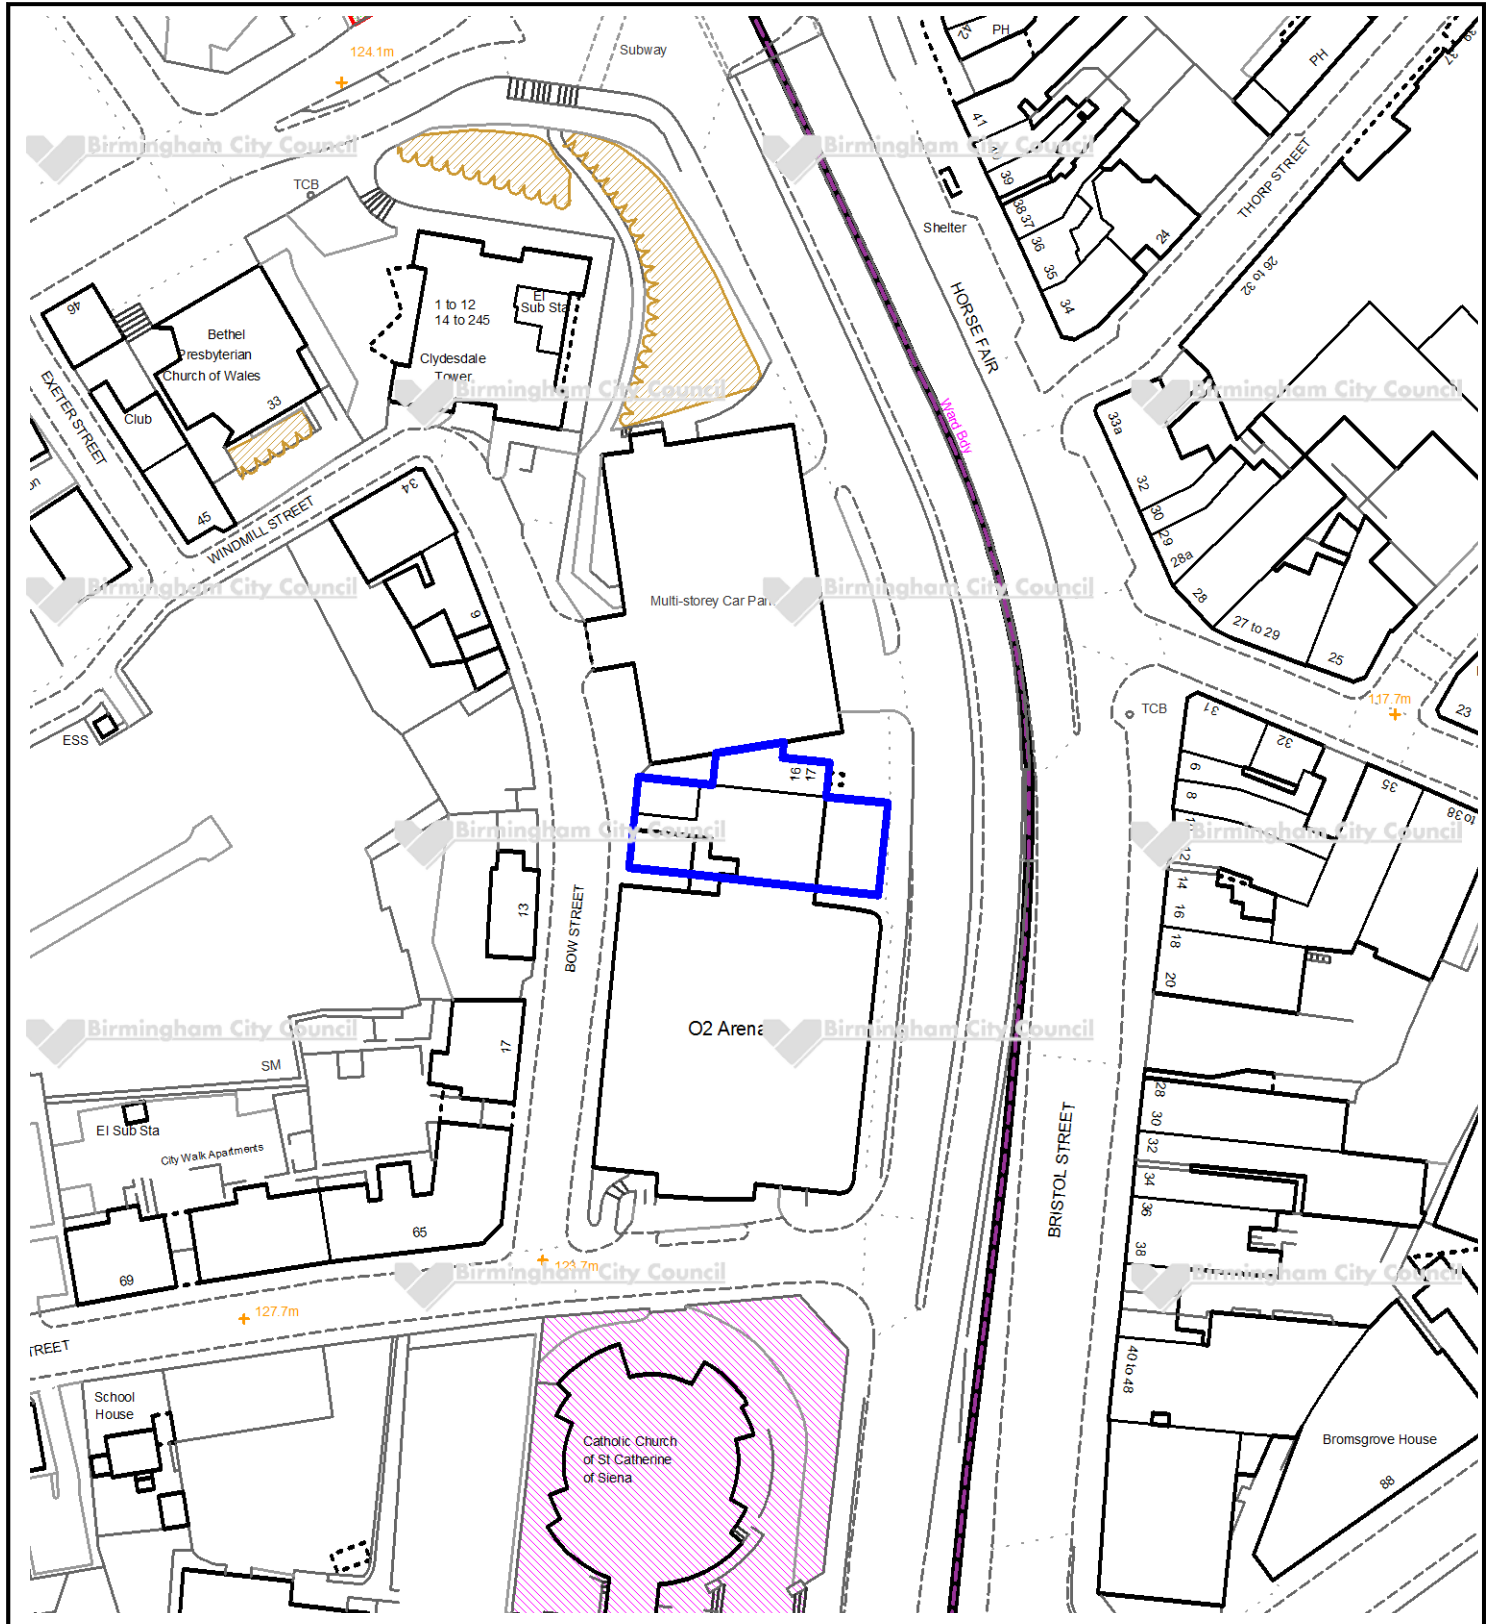 124.1m
Subway
PH
42
PH
39
37
41
39
38
37
36
35
34
24
THORP STREET
26 to 32
Birmingham City Council
Birmingham City Council
TCB
Shelter
HORSE FAIR
46
Bethel
Presbyterian
Church of Wales
33
Club
45
EXETER STREET
WINDMILL STREET
1 to 12
14 to 245
El
Sub Sta
Clydesdale
Tower
Birmingham City Council
Birmingham City Council
Ward Bdy
33a
32
30
29
28a
28
27 to 29
25
34
9
Birmingham City Council
Birmingham City Council
Multi-storey Car Par
117.7m
23
ESS
TCB
31
32
6
8
12
14
16
18
20
35
38 to
16
17
Birmingham City Council
Birmingham City Council
13
BOW STREET
O2 Arena
Birmingham City Council
Birmingham City Council
17
SM
El Sub Sta
City Walk Apartments
65
69
28
30
32
34
36
38
BRISTOL STREET
Birmingham City Council
Birmingham City Council
123.7m
127.7m
TREET
School
House
Catholic Church
of St Catherine
of Siena
40 to 48
Bromsgrove House
88